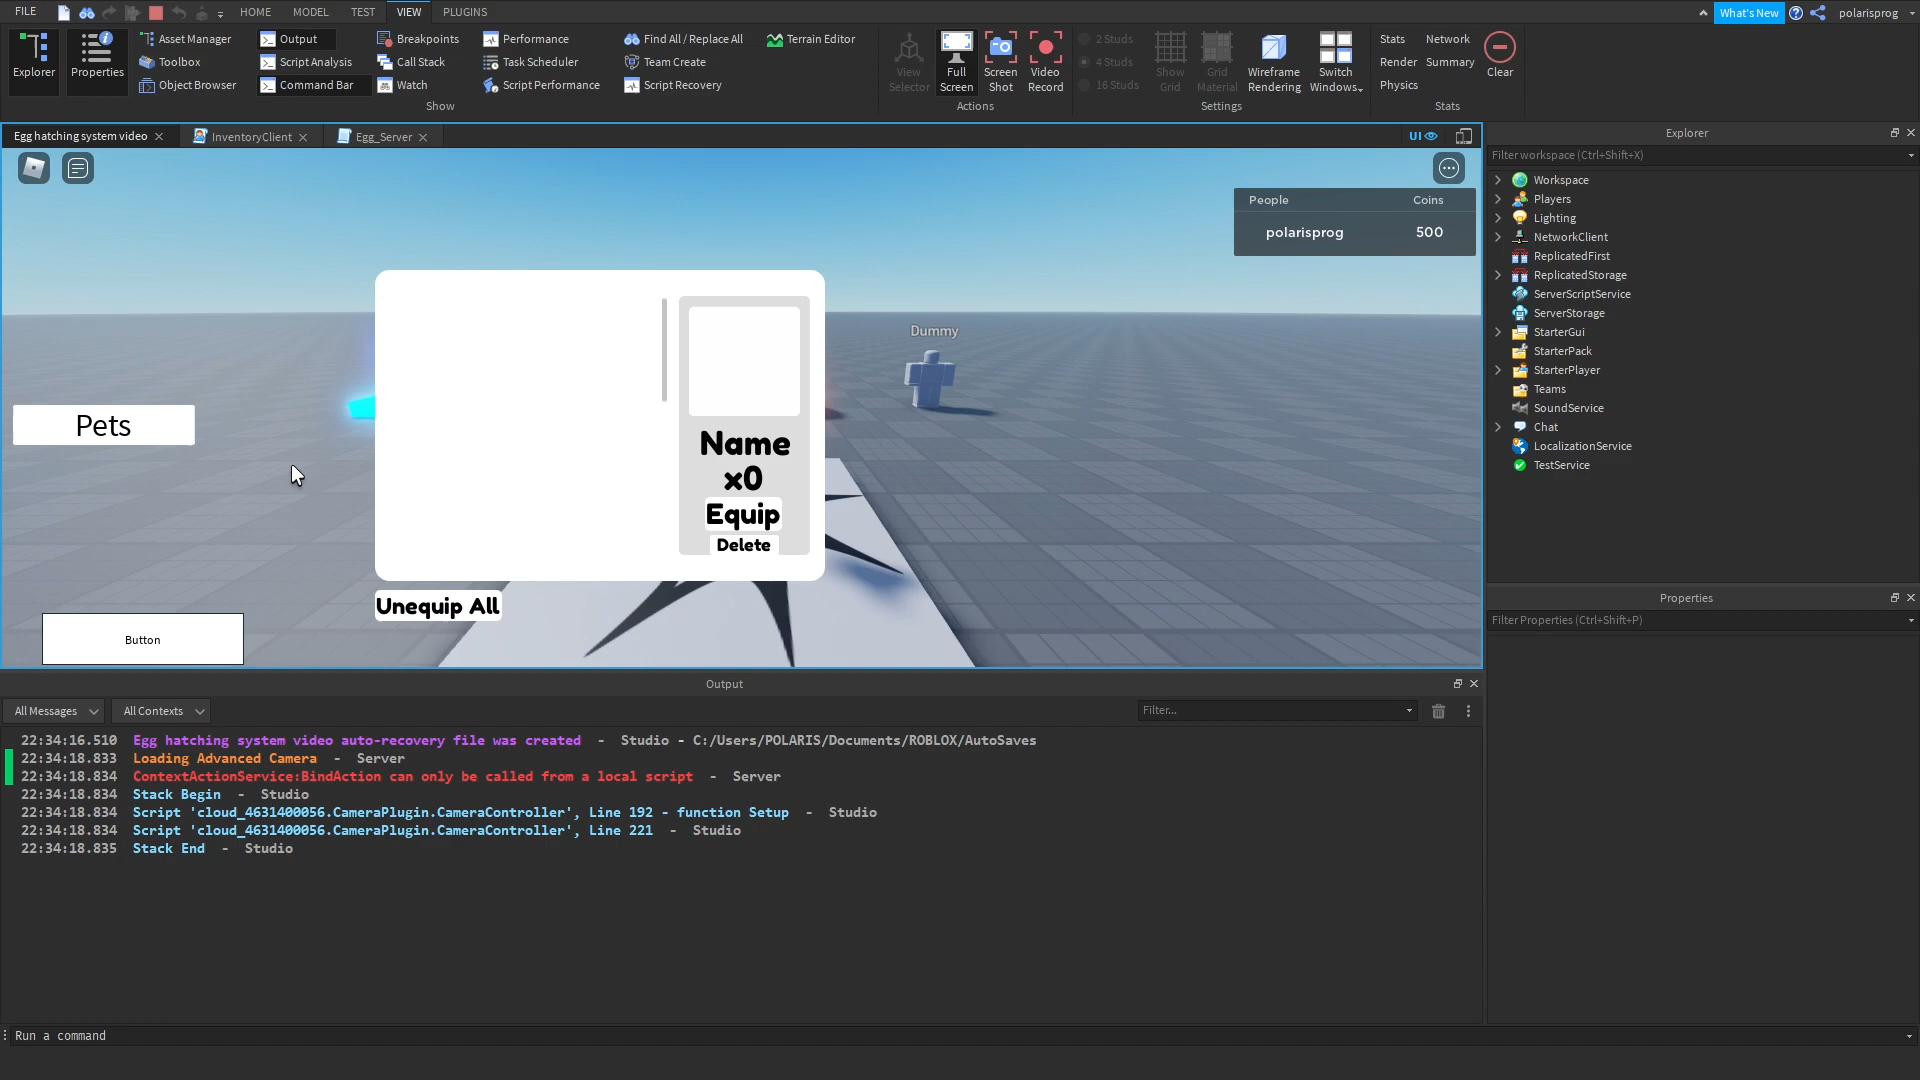 FILE HOME MODEL TEST VIEW PLUGINS What's New polarisprog
Explorer
Properties
Asset Manager
Toolbox
Object Browser
Output
Script Analysis
Command Bar
Breakpoints
Call Stack
Watch
Performance
Task Scheduler
Script Performance
Find All / Replace All
Team Create
Script Recovery
Terrain Editor
Show
View
Selector
Full
Screen
Screen
Shot
Video
Record
Actions
2 Studs
4 Studs
16 Studs
Show
Grid
Grid
Material
Wireframe
Rendering
Switch
Windows
Settings
Stats
Render
Physics
Network
Summary
Clear
Stats
Egg hatching system video InventoryClient Egg_Server UI
People Coins
polarisprog 500
Dummy
Pets
Name
x0
Equip
Delete
Unequip All
Button
Explorer
Filter workspace (Ctrl+Shift+X)
Workspace
Players
Lighting
NetworkClient
ReplicatedFirst
ReplicatedStorage
ServerScriptService
ServerStorage
StarterGui
StarterPack
StarterPlayer
Teams
SoundService
Chat
LocalizationService
TestService
Properties
Filter Properties (Ctrl+Shift+P)
Output
All Messages All Contexts Filter...
22:34:16.510 Egg hatching system video auto-recovery file was created - Studio - C:/Users/POLARIS/Documents/ROBLOX/AutoSaves
22:34:18.833 Loading Advanced Camera - Server
22:34:18.834 ContextActionService:BindAction can only be called from a local script - Server
22:34:18.834 Stack Begin - Studio
22:34:18.834 Script 'cloud_4631400056.CameraPlugin.CameraController', Line 192 - function Setup - Studio
22:34:18.834 Script 'cloud_4631400056.CameraPlugin.CameraController', Line 221 - Studio
22:34:18.835 Stack End - Studio
Run a command